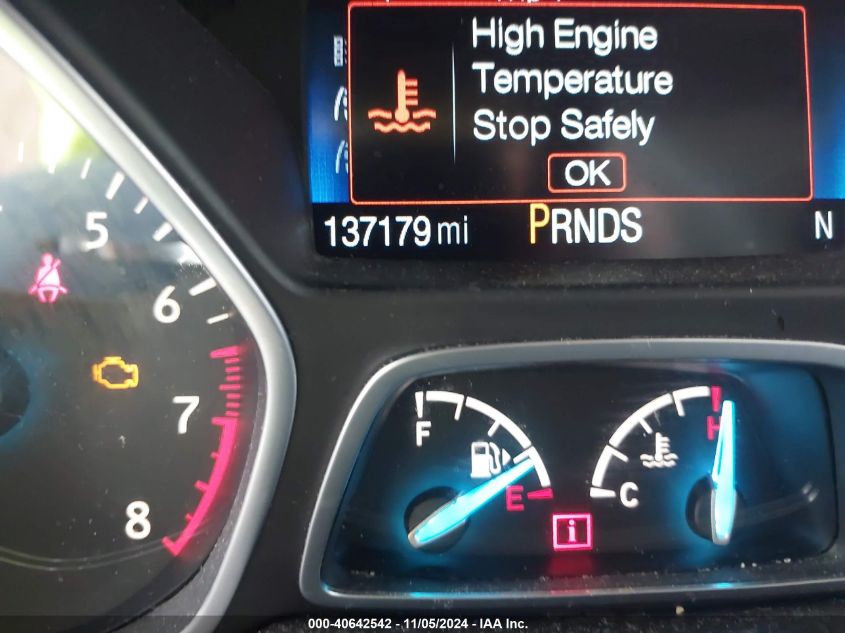 High Engine
Temperature
Stop Safely
OK
137179 mi PRNDS N
5
6
7
8
F
E
H
C
i
000-40642542 - 11/05/2024 - IAA Inc.